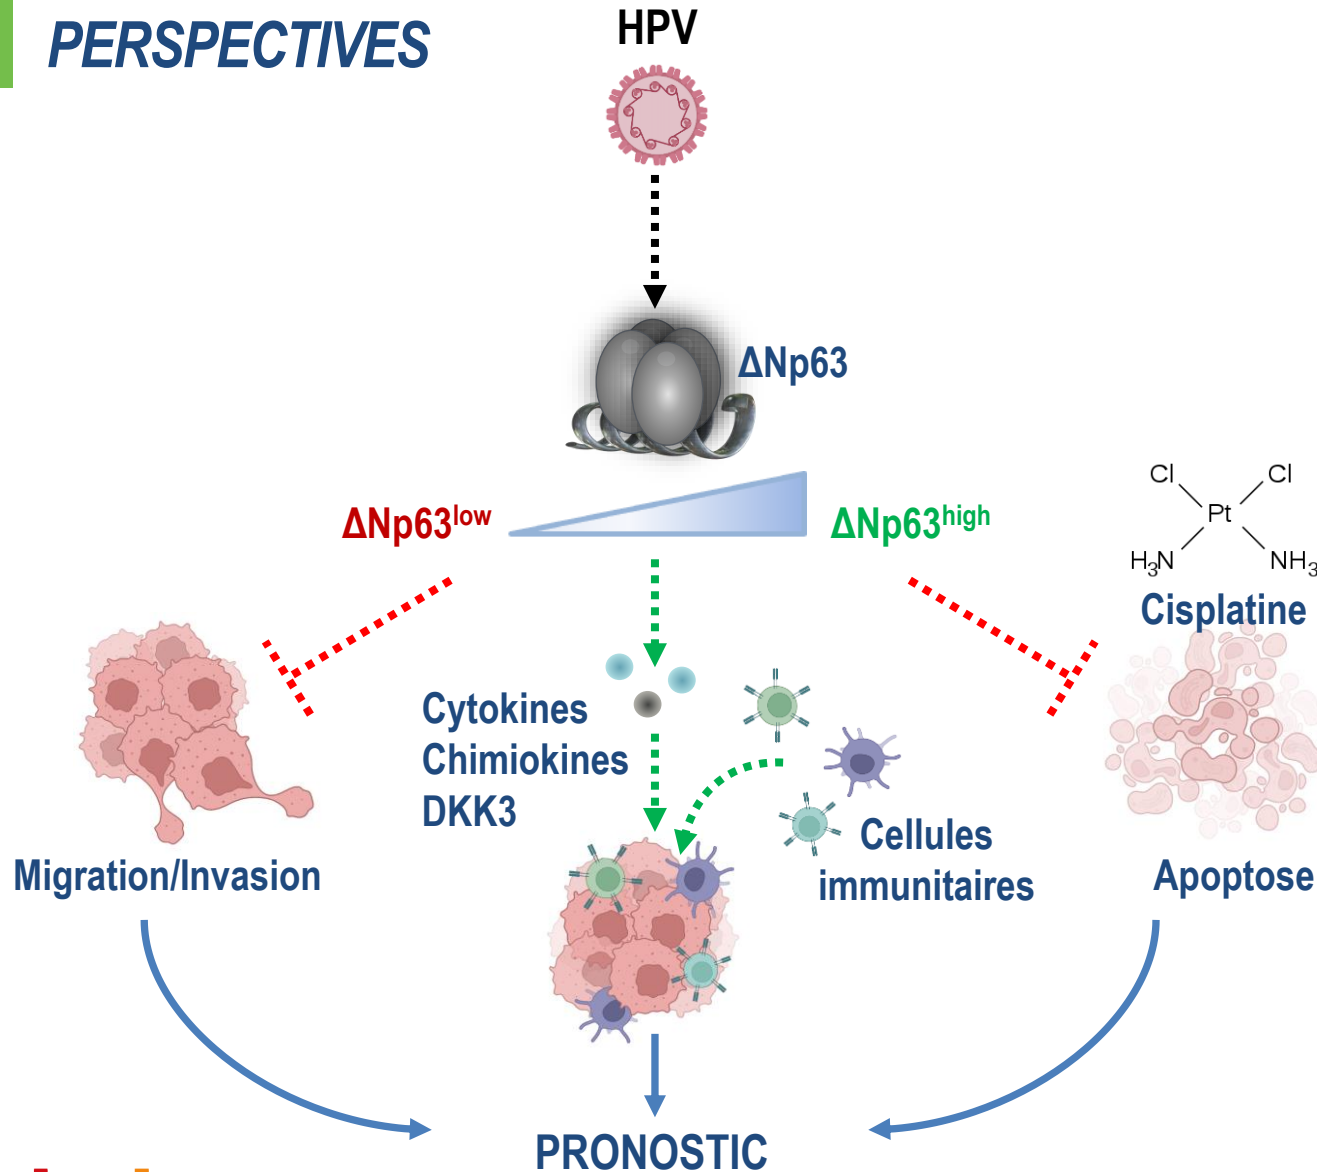 PERSPECTIVES
HPV
ΔNp63
ΔNp63low
ΔNp63high
Cl
Cl
Pt
H3N
NH3
Cisplatine
Cytokines
Chimiokines
DKK3
Cellules
immunitaires
Migration/Invasion
Apoptose
PRONOSTIC